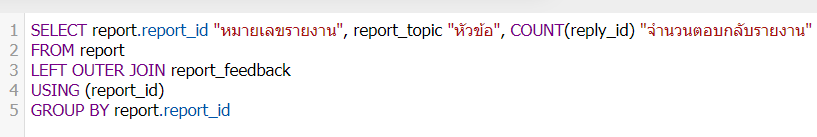 1 SELECT report.report_id "หมายเลขรายงาน", report_topic "หัวข้อ", COUNT(reply_id) "จำนวนตอบกลับรายงาน"
2 FROM report
3 LEFT OUTER JOIN report_feedback
4 USING (report_id)
5 GROUP BY report.report_id